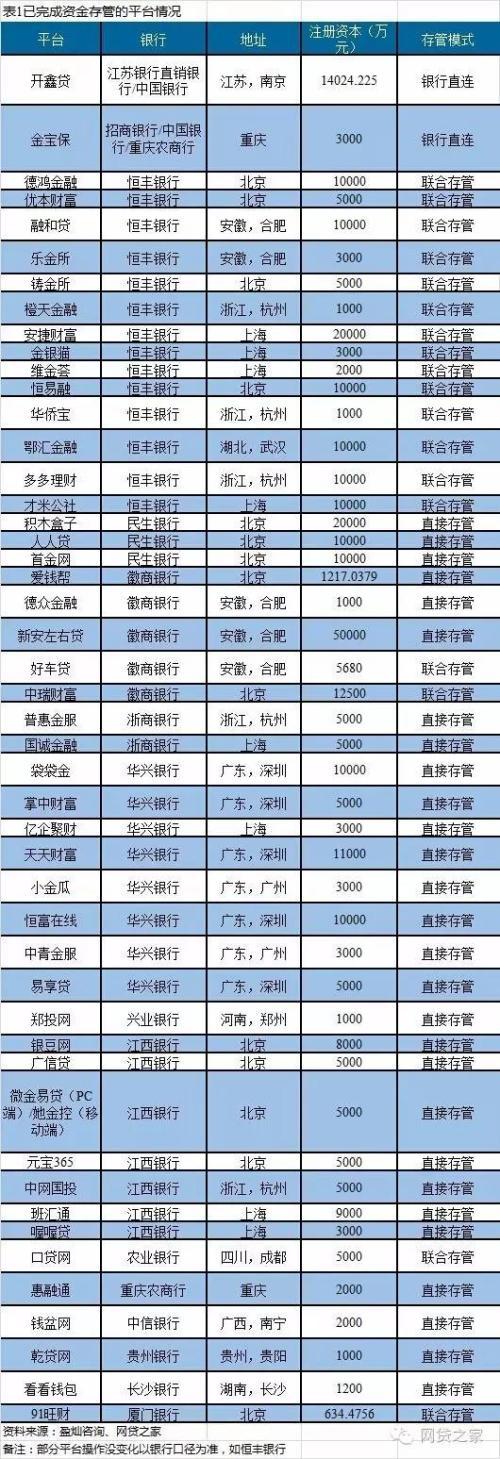 表1已完成资金存管的平台情况
平台 银行 地址 注册资本（万元） 存管模式
开鑫贷 江苏银行直销银行/中国银行 江苏，南京 14024.225 银行直连
金宝保 招商银行/中国银行/重庆农商行 重庆 3000 银行直连
德鸿金融 恒丰银行 北京 10000 联合存管
优本财富 恒丰银行 北京 5000 联合存管
融和贷 恒丰银行 安徽，合肥 10000 联合存管
乐金所 恒丰银行 安徽，合肥 3000 联合存管
铸金所 恒丰银行 北京 5000 联合存管
橙天金融 恒丰银行 浙江，杭州 1000 联合存管
安捷财富 恒丰银行 上海 20000 联合存管
金银猫 恒丰银行 上海 3000 联合存管
维金荟 恒丰银行 上海 2000 联合存管
恒易融 恒丰银行 北京 10000 联合存管
华侨宝 恒丰银行 浙江，杭州 1000 联合存管
鄂汇金融 恒丰银行 湖北，武汉 10000 联合存管
多多理财 恒丰银行 浙江，杭州 10000 联合存管
才米公社 恒丰银行 上海 10000 联合存管
积木盒子 民生银行 北京 20000 直接存管
人人贷 民生银行 北京 10000 直接存管
首金网 民生银行 北京 10000 直接存管
爱钱帮 徽商银行 北京 1217.0379 直接存管
德众金融 徽商银行 安徽，合肥 1000 直接存管
新安左右贷 徽商银行 安徽，合肥 50000 直接存管
好车贷 徽商银行 安徽，合肥 5680 联合存管
中瑞财富 徽商银行 北京 12500 联合存管
普惠金服 浙商银行 浙江，杭州 5000 直接存管
国诚金融 浙商银行 上海 5000 直接存管
袋袋金 华兴银行 广东，深圳 10000 直接存管
掌中财富 华兴银行 广东，深圳 5000 直接存管
亿企聚财 华兴银行 上海 3000 直接存管
天天财富 华兴银行 广东，深圳 11000 直接存管
小金瓜 华兴银行 广东，广州 3000 直接存管
恒富在线 华兴银行 广东，深圳 10000 直接存管
中青金服 华兴银行 广东，广州 3000 直接存管
易享贷 华兴银行 广东，深圳 5000 直接存管
郑投网 兴业银行 河南，郑州 1000 直接存管
银豆网 江西银行 北京 8000 直接存管
广信贷 江西银行 北京 5000 直接存管
微金易贷（PC端）/她金控（移动端） 江西银行 北京 5000 直接存管
元宝365 江西银行 北京 5000 直接存管
中网国投 江西银行 浙江，杭州 5000 直接存管
班汇通 江西银行 上海 9000 直接存管
喔喔贷 江西银行 上海 3000 直接存管
口贷网 农业银行 四川，成都 5000 联合存管
惠融通 重庆农商行 重庆 2000 直接存管
钱盆网 中信银行 广西，南宁 2000 直接存管
乾贷网 贵州银行 贵州，贵阳 1000 直接存管
看看钱包 长沙银行 湖南，长沙 1200 直接存管
91旺财 厦门银行 北京 634.4756 联合存管
资料来源：盈灿咨询、网贷之家
备注：部分平台操作没变化以银行口径为准，如恒丰银行
网贷之家